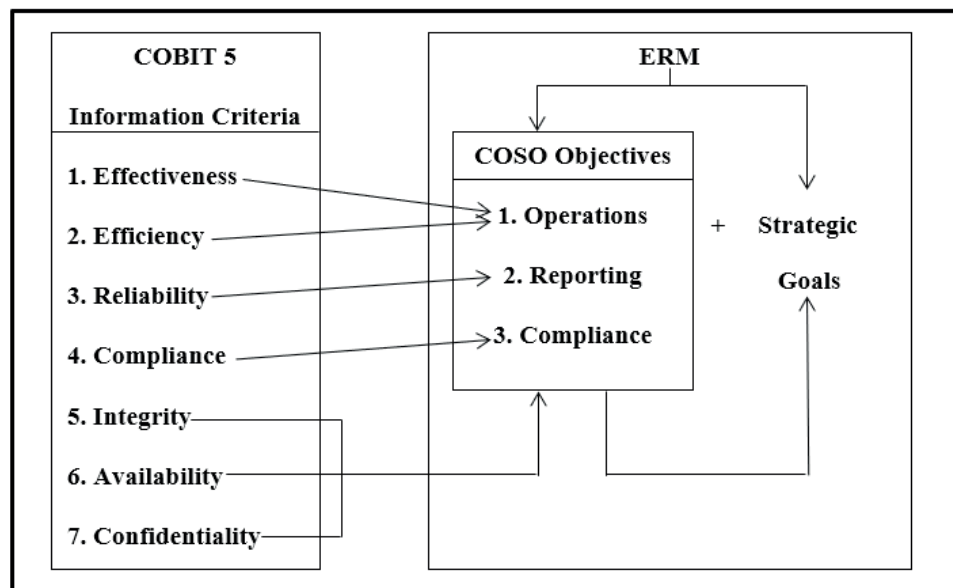 COBIT 5
Information Criteria
1. Effectiveness
2. Efficiency
3. Reliability
4. Compliance
5. Integrity
6. Availability
7. Confidentiality
ERM
COSO Objectives
1. Operations
2. Reporting
3. Compliance
+ Strategic
Goals